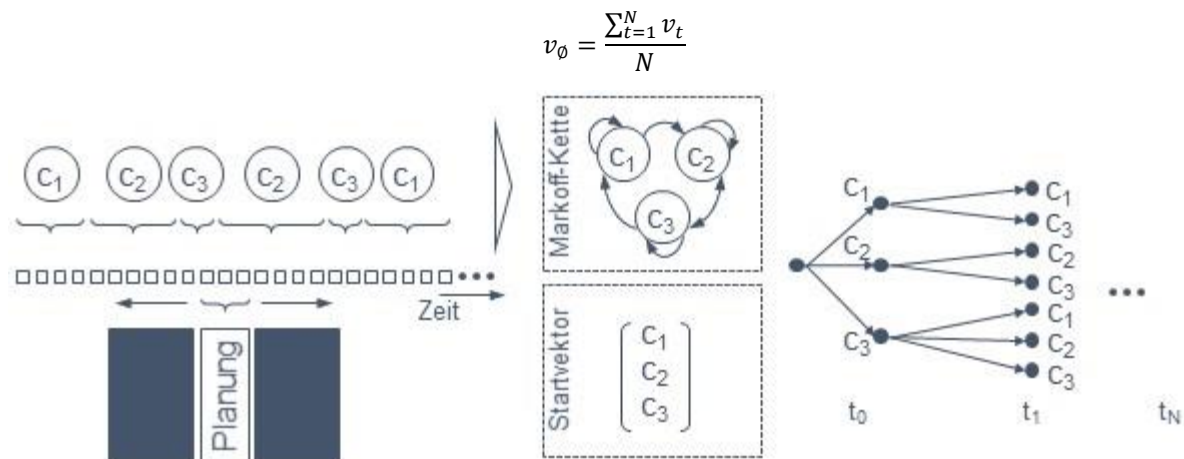 v_ø = ∑_{t=1}^{N} v_t / N
C1 C2 C3 C2 C3 C1
Zeit
Planung
Markoff-Kette
C1 C2
C3
Startvektor
C1
C2
C3
C1
C2
C3
C1
C3
C2
C3
C1
C2
C3
•••
t0 t1 tN